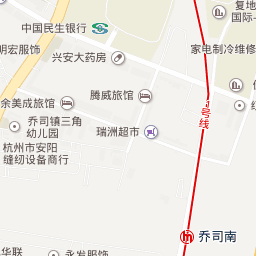 复地
国际
中国民生银行
明宏服饰
兴安大药房
家电制冷维修
余美成旅馆
腾威旅馆
1号线
乔司镇三角
幼儿园
瑞洲超市
杭州市安阳
缝纫设备商行
乔司南
华联
永发服饰